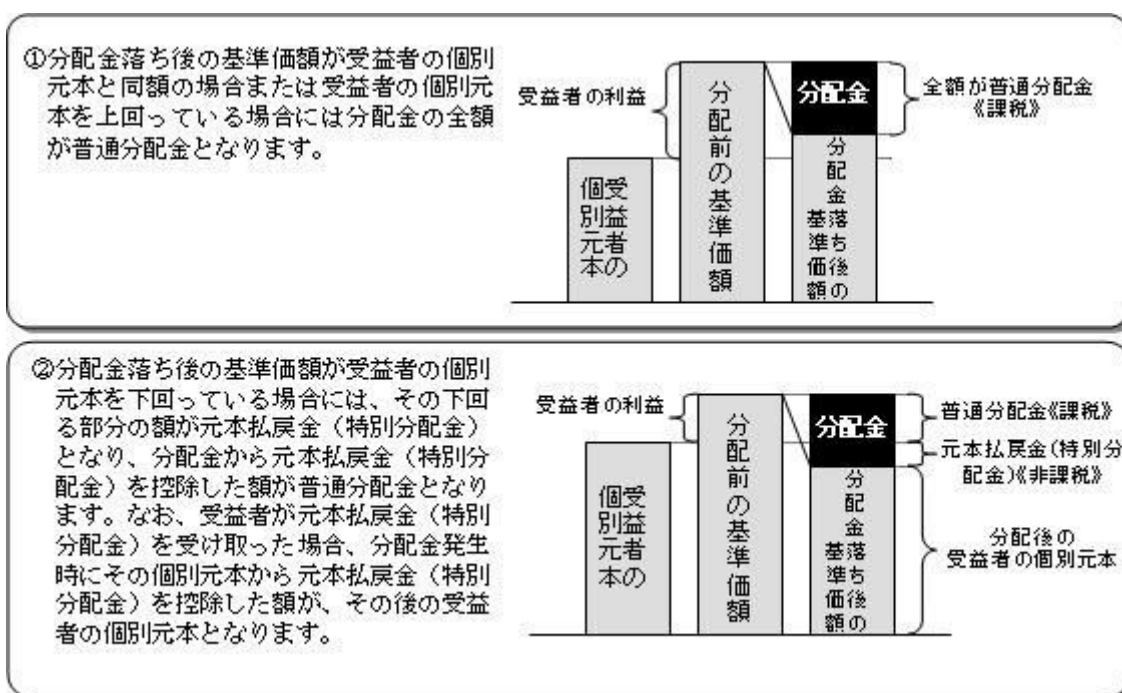 ①分配金落ち後の基準価額が受益者の個別
元本と同額の場合または受益者の個別元
本を上回っている場合には分配金の全額
が普通分配金となります。
受益者の利益
受益者の
個別元本
分配前の基準価額
分配金
分配金落ち後の
基準価額
全額が普通分配金
《課税》
②分配金落ち後の基準価額が受益者の個別
元本を下回っている場合には、その下回
る部分の額が元本払戻金（特別分配金）
となり、分配金から元本払戻金（特別分
配金）を控除した額が普通分配金となり
ます。なお、受益者が元本払戻金（特別
分配金）を受け取った場合、分配金発生
時にその個別元本から元本払戻金（特別
分配金）を控除した額が、その後の受益
者の個別元本となります。
受益者の利益
受益者の
個別元本
分配前の基準価額
分配金
分配金落ち後の
基準価額
普通分配金《課税》
元本払戻金(特別分
配金)《非課税》
分配後の
受益者の個別元本